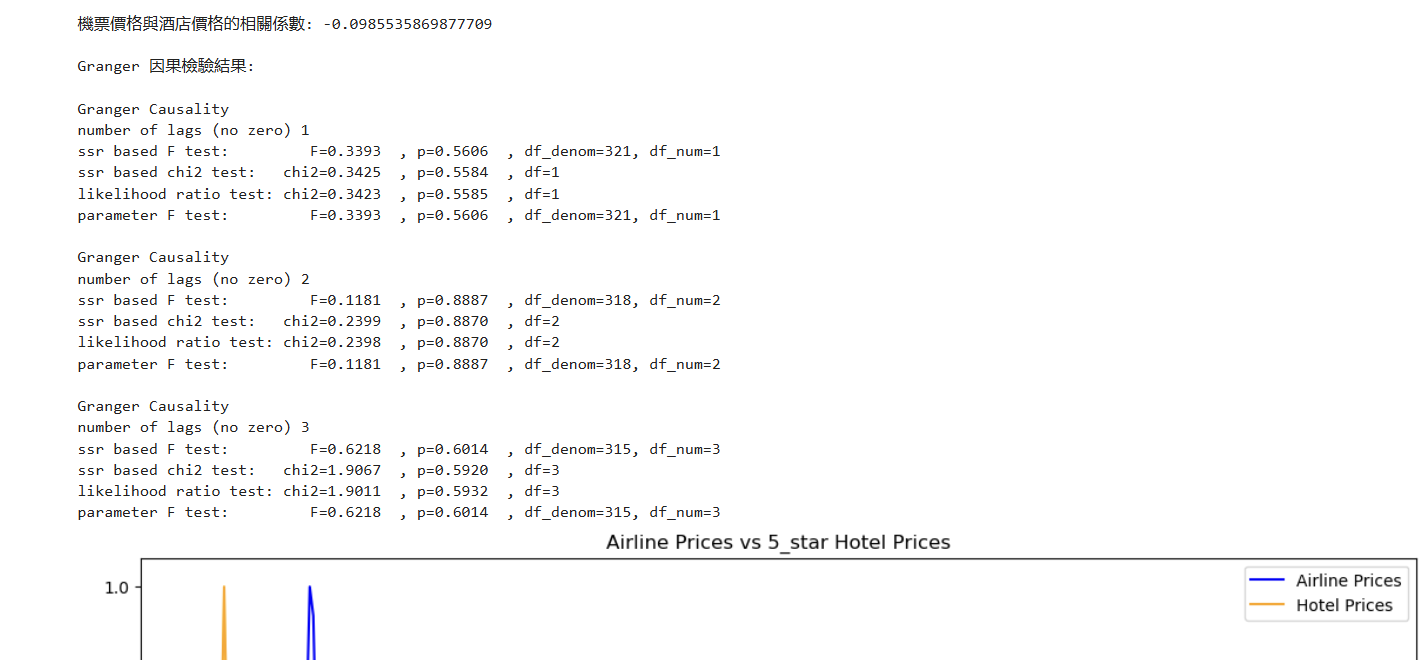 機票價格與酒店價格的相關係數: -0.0985535869877709
Granger 因果檢驗結果:
Granger Causality
number of lags (no zero) 1
ssr based F test:         F=0.3393  , p=0.5606  , df_denom=321, df_num=1
ssr based chi2 test:   chi2=0.3425  , p=0.5584  , df=1
likelihood ratio test: chi2=0.3423  , p=0.5585  , df=1
parameter F test:         F=0.3393  , p=0.5606  , df_denom=321, df_num=1
Granger Causality
number of lags (no zero) 2
ssr based F test:         F=0.1181  , p=0.8887  , df_denom=318, df_num=2
ssr based chi2 test:   chi2=0.2399  , p=0.8870  , df=2
likelihood ratio test: chi2=0.2398  , p=0.8870  , df=2
parameter F test:         F=0.1181  , p=0.8887  , df_denom=318, df_num=2
Granger Causality
number of lags (no zero) 3
ssr based F test:         F=0.6218  , p=0.6014  , df_denom=315, df_num=3
ssr based chi2 test:   chi2=1.9067  , p=0.5920  , df=3
likelihood ratio test: chi2=1.9011  , p=0.5932  , df=3
parameter F test:         F=0.6218  , p=0.6014  , df_denom=315, df_num=3
Airline Prices vs 5_star Hotel Prices
1.0
Airline Prices
Hotel Prices